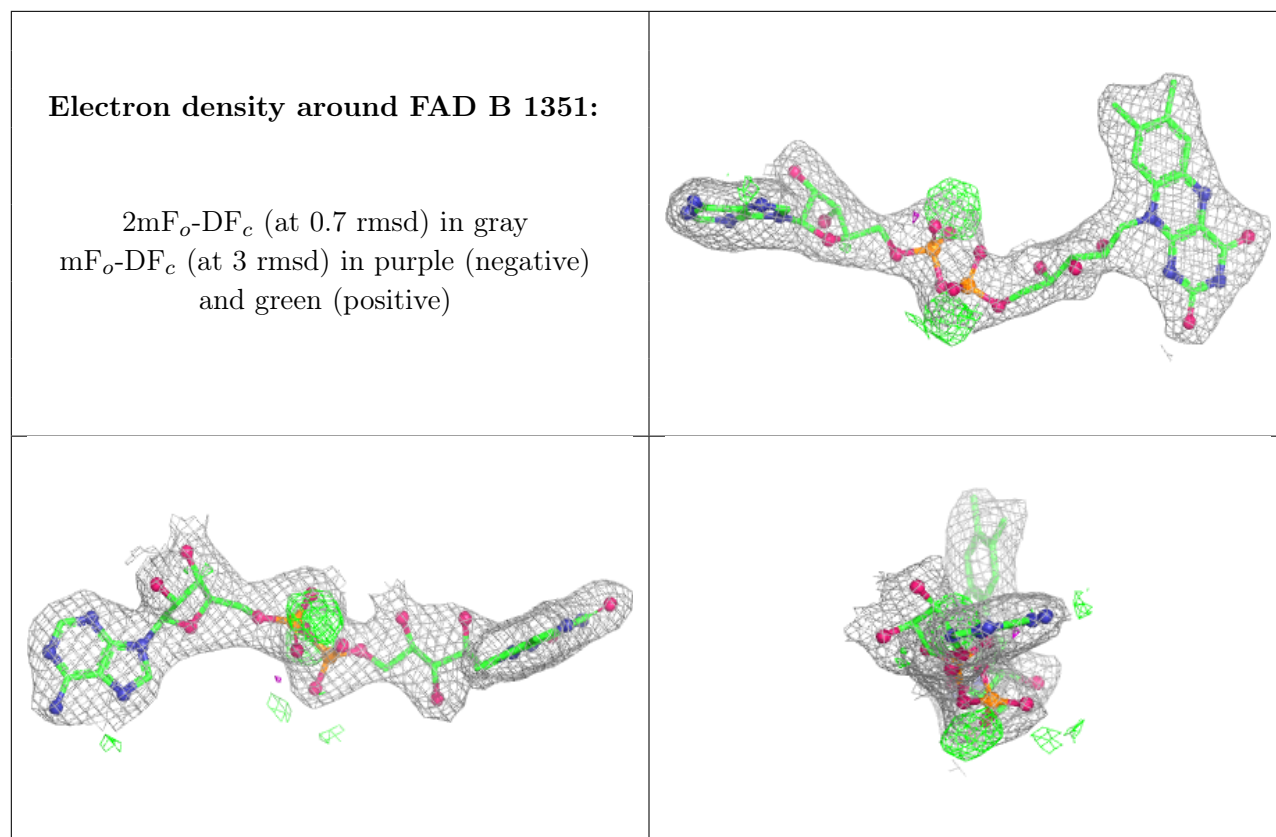 Electron density around FAD B 1351:
2mFo-DFc (at 0.7 rmsd) in gray
mFo-DFc (at 3 rmsd) in purple (negative)
and green (positive)